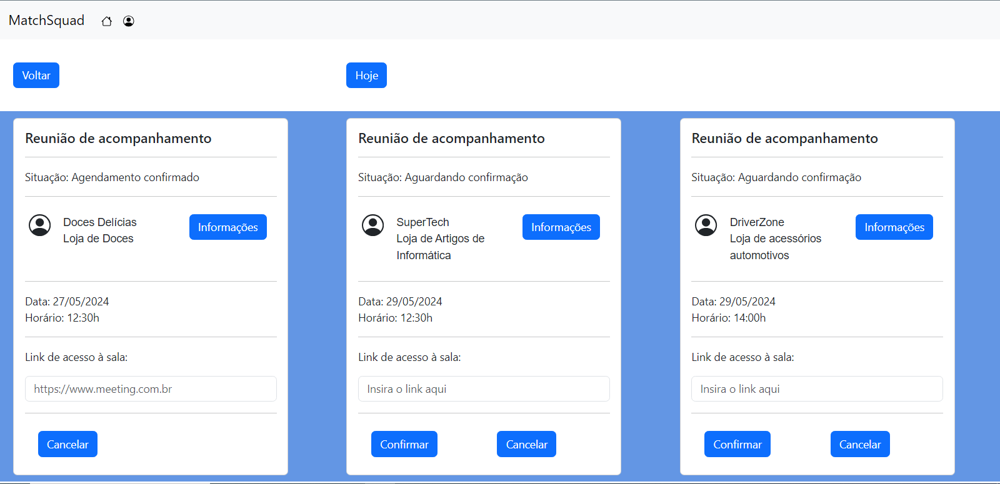 MatchSquad
Voltar
Hoje
Reunião de acompanhamento
Situação: Agendamento confirmado
Doces Delícias
Loja de Doces
Informações
Data: 27/05/2024
Horário: 12:30h
Link de acesso à sala:
https://www.meeting.com.br
Cancelar
Reunião de acompanhamento
Situação: Aguardando confirmação
SuperTech
Loja de Artigos de
Informática
Informações
Data: 29/05/2024
Horário: 12:30h
Link de acesso à sala:
Insira o link aqui
Confirmar
Cancelar
Reunião de acompanhamento
Situação: Aguardando confirmação
DriverZone
Loja de acessórios
automotivos
Informações
Data: 29/05/2024
Horário: 14:00h
Link de acesso à sala:
Insira o link aqui
Confirmar
Cancelar